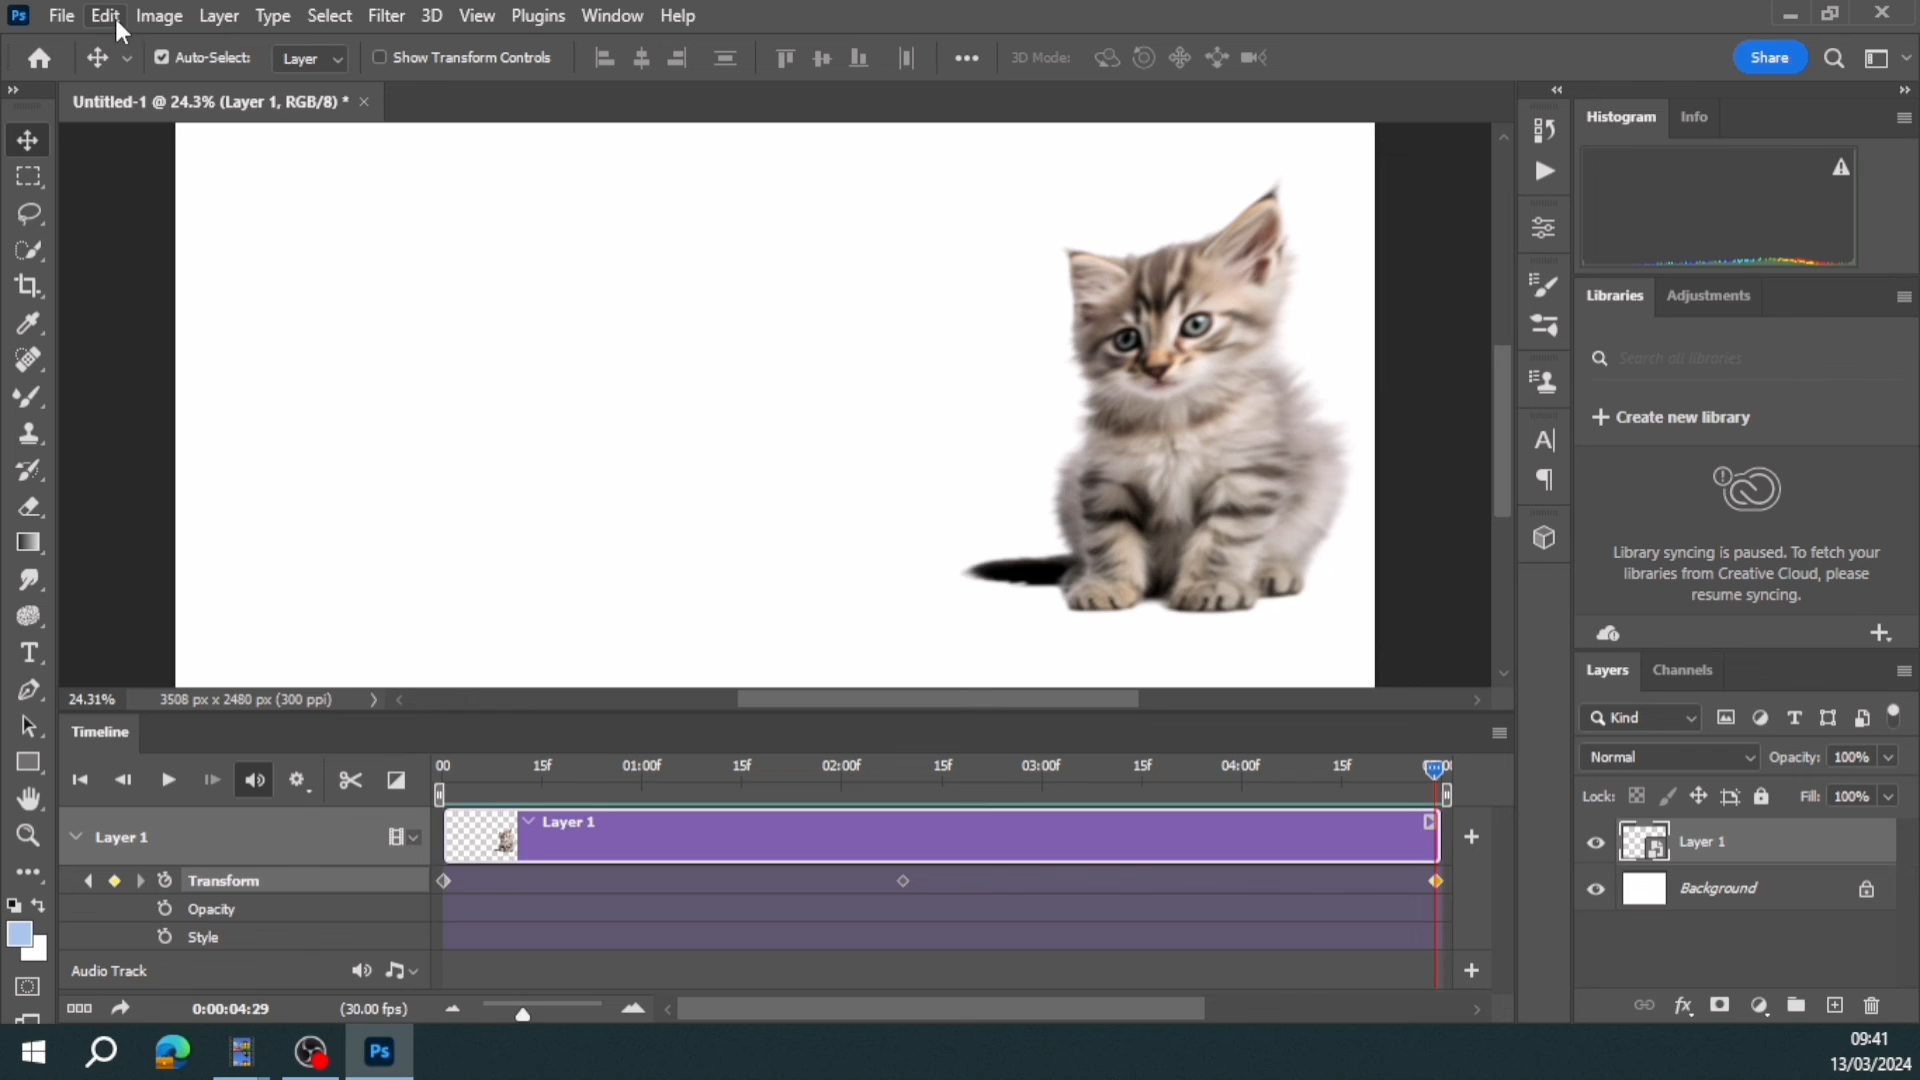 Ps File Edit Image Layer Type Select Filter 3D View Plugins Window Help
Auto-Select: Layer Show Transform Controls 3D Mode: Share
Untitled-1 @ 24.3% (Layer 1, RGB/8) *
Histogram Info
Libraries Adjustments
Search all libraries
Create new library
Library syncing is paused. To fetch your
libraries from Creative Cloud, please
resume syncing.
Layers Channels
Kind
Normal Opacity: 100%
Lock: Fill: 100%
Layer 1
Background
24.31% 3508 px x 2480 px (300 ppi)
Timeline
00 15f 01:00f 15f 02:00f 15f 03:00f 15f 04:00f 15f
Layer 1 Layer 1
Transform
Opacity
Style
Audio Track
0:00:04:29 (30.00 fps)
Ps
09:41
13/03/2024